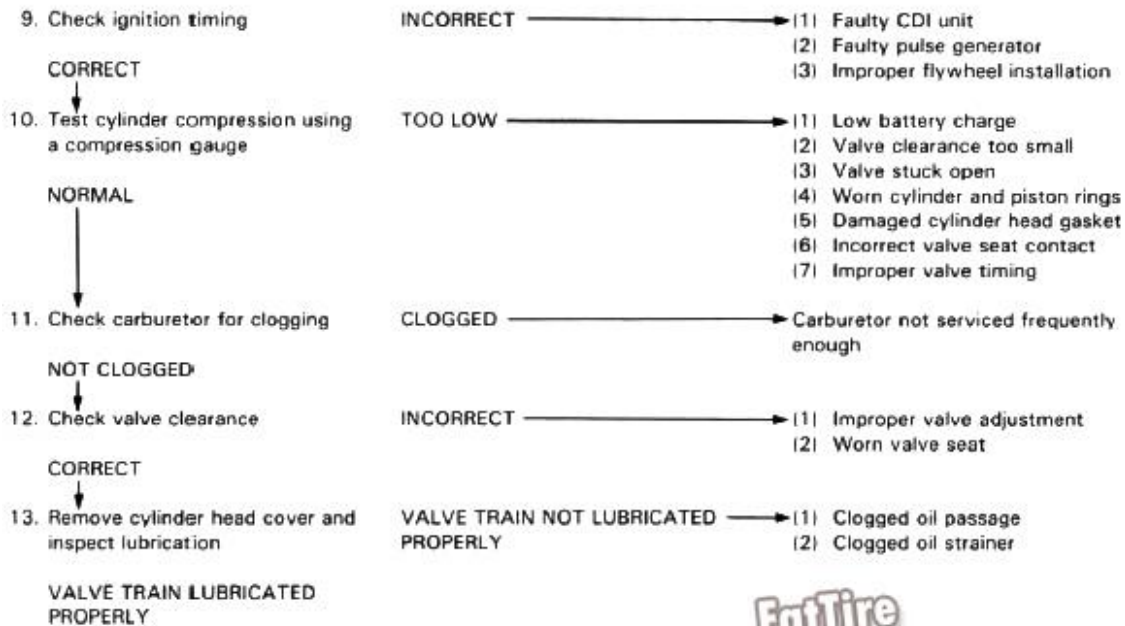 9. Check ignition timing
INCORRECT
(1) Faulty CDI unit
(2) Faulty pulse generator
(3) Improper flywheel installation
CORRECT
10. Test cylinder compression using
a compression gauge
TOO LOW
(1) Low battery charge
(2) Valve clearance too small
(3) Valve stuck open
(4) Worn cylinder and piston rings
(5) Damaged cylinder head gasket
(6) Incorrect valve seat contact
(7) Improper valve timing
NORMAL
11. Check carburetor for clogging
CLOGGED
Carburetor not serviced frequently
enough
NOT CLOGGED
12. Check valve clearance
INCORRECT
(1) Improper valve adjustment
(2) Worn valve seat
CORRECT
13. Remove cylinder head cover and
inspect lubrication
VALVE TRAIN NOT LUBRICATED
PROPERLY
(1) Clogged oil passage
(2) Clogged oil strainer
VALVE TRAIN LUBRICATED
PROPERLY
FatTire